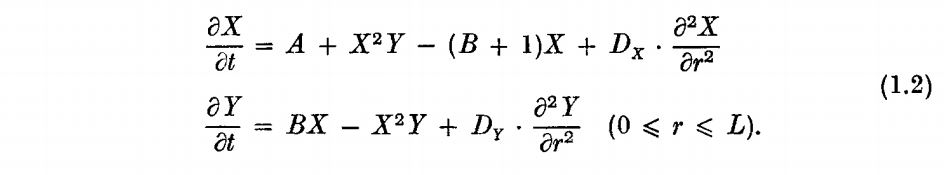 ∂X/∂t = A + X²Y − (B + 1)X + D_X · ∂²X/∂r²
(1.2)
∂Y/∂t = BX − X²Y + D_Y · ∂²Y/∂r² (0 ⩽ r ⩽ L).